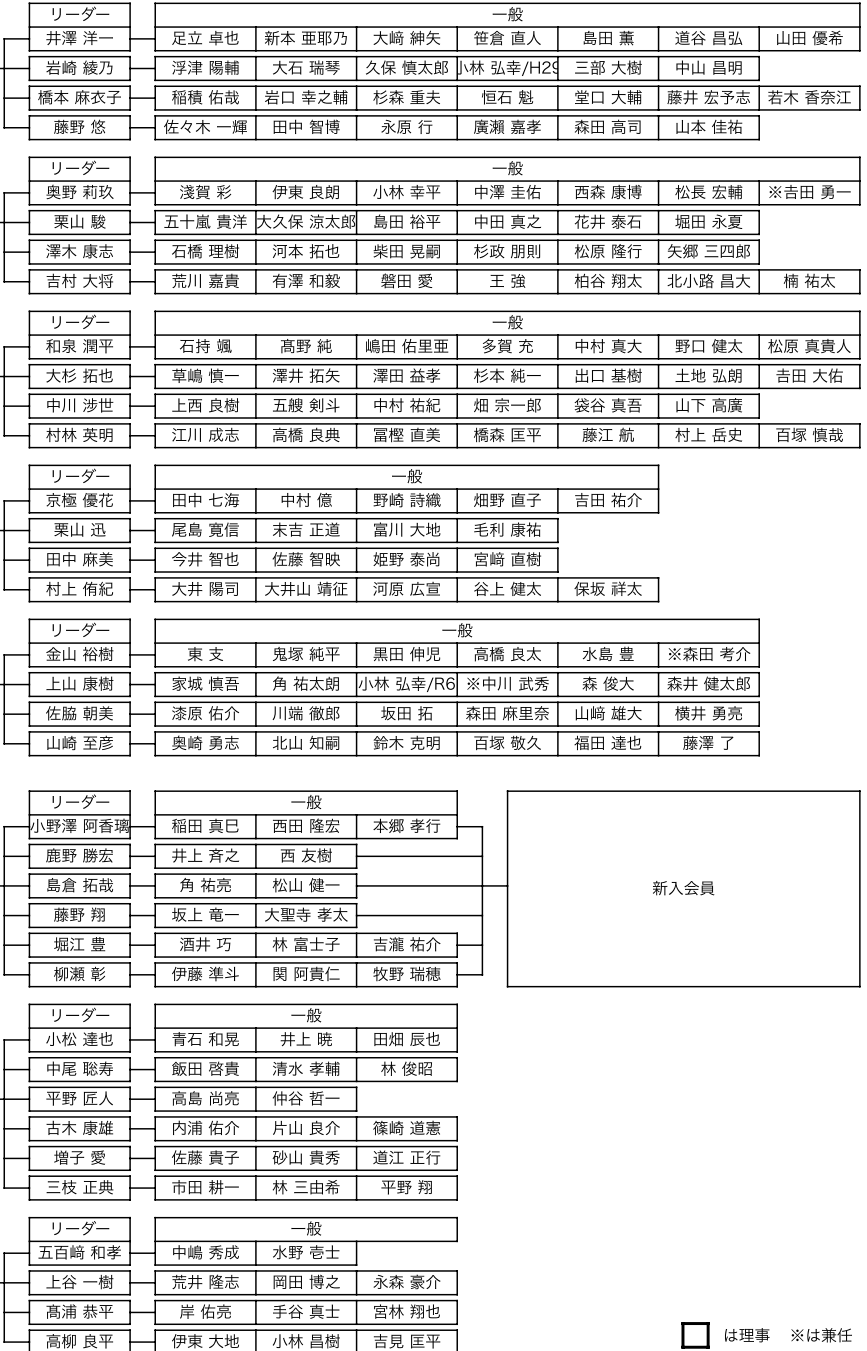 リーダー 一般
井澤 洋一 足立 卓也 新本 亜耶乃 大﨑 紳矢 笹倉 直人 島田 薫 道谷 昌弘 山田 優希
岩崎 綾乃 浮津 陽輔 大石 瑞琴 久保 慎太郎 小林 弘幸/H29 三部 大樹 中山 昌明
橋本 麻衣子 稲積 佑哉 岩口 幸之輔 杉森 重夫 恒石 魁 堂口 大輔 藤井 宏予志 若木 香奈江
藤野 悠 佐々木 一輝 田中 智博 永原 行 廣瀨 嘉孝 森田 高司 山本 佳祐
リーダー 一般
奥野 莉玖 淺賀 彩 伊東 良朗 小林 幸平 中澤 圭佑 西森 康博 松長 宏輔 ※𠮷田 勇一
栗山 駿 五十嵐 貴洋 大久保 涼太郎 島田 裕平 中田 真之 花井 泰石 堀田 永夏
澤木 康志 石橋 理樹 河本 拓也 柴田 晃嗣 杉政 朋則 松原 隆行 矢郷 三四郎
吉村 大将 荒川 嘉貴 有澤 和毅 磐田 愛 王 強 柏谷 翔太 北小路 昌大 楠 祐太
リーダー 一般
和泉 潤平 石持 颯 髙野 純 嶋田 佑里亜 多賀 充 中村 真大 野口 健太 松原 真貴人
大杉 拓也 草嶋 慎一 澤井 拓矢 澤田 益孝 杉本 純一 出口 基樹 土地 弘朗 𠮷田 大佑
中川 渉世 上西 良樹 五艘 剣斗 中村 祐紀 畑 宗一郎 袋谷 真吾 山下 高廣
村林 英明 江川 成志 高橋 良典 冨樫 直美 橋森 匡平 藤江 航 村上 岳史 百塚 慎哉
リーダー 一般
京極 優花 田中 七海 中村 億 野崎 詩織 畑野 直子 吉田 祐介
栗山 迅 尾島 寛信 末吉 正道 富川 大地 毛利 康祐
田中 麻美 今井 智也 佐藤 智映 姫野 泰尚 宮﨑 直樹
村上 侑紀 大井 陽司 大井山 靖征 河原 広宣 谷上 健太 保坂 祥太
リーダー 一般
金山 裕樹 東 支 鬼塚 純平 黒田 伸児 高橋 良太 水島 豊 ※森田 考介
上山 康樹 家城 慎吾 角 祐太朗 小林 弘幸/R6 ※中川 武秀 森 俊大 森井 健太郎
佐脇 朝美 漆原 佑介 川端 徹郎 坂田 拓 森田 麻里奈 山﨑 雄大 横井 勇亮
山崎 至彦 奥崎 勇志 北山 知嗣 鈴木 克明 百塚 敬久 福田 達也 藤澤 了
リーダー 一般
小野澤 阿香璃 稲田 真巳 西田 隆宏 本郷 孝行
鹿野 勝宏 井上 斉之 西 友樹
島倉 拓哉 角 祐亮 松山 健一
新入会員
藤野 翔 坂上 竜一 大聖寺 孝太
堀江 豊 酒井 巧 林 富士子 吉瀧 祐介
柳瀬 彰 伊藤 準斗 関 阿貴仁 牧野 瑞穂
リーダー 一般
小松 達也 青石 和晃 井上 暁 田畑 辰也
中尾 聡寿 飯田 啓貴 清水 孝輔 林 俊昭
平野 匠人 高島 尚亮 仲谷 哲一
古木 康雄 内浦 佑介 片山 良介 篠崎 道憲
増子 愛 佐藤 貴子 砂山 貴秀 道江 正行
三枝 正典 市田 耕一 林 三由希 平野 翔
リーダー 一般
五百﨑 和孝 中嶋 秀成 水野 壱士
上谷 一樹 荒井 隆志 岡田 博之 永森 豪介
髙浦 恭平 岸 佑亮 手谷 真士 宮林 翔也
高柳 良平 伊東 大地 小林 昌樹 吉見 匡平
は理事 ※は兼任